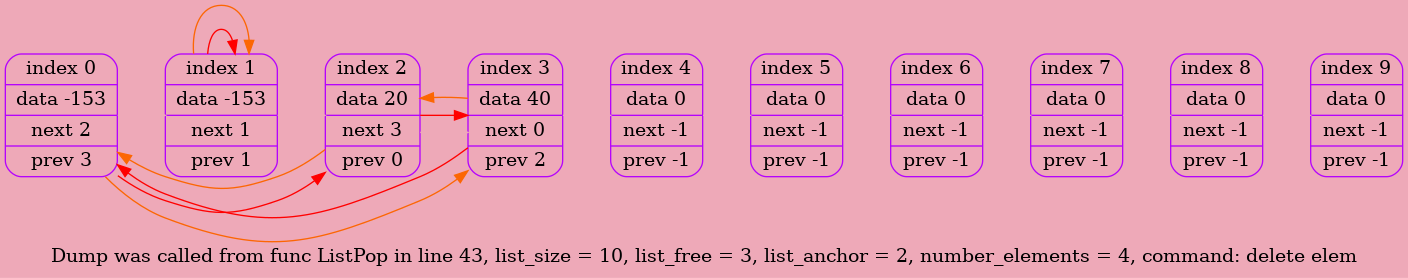 index 0
data -153
next 2
prev 3
index 1
data -153
next 1
prev 1
index 2
data 20
next 3
prev 0
index 3
data 40
next 0
prev 2
index 4
data 0
next -1
prev -1
index 5
data 0
next -1
prev -1
index 6
data 0
next -1
prev -1
index 7
data 0
next -1
prev -1
index 8
data 0
next -1
prev -1
index 9
data 0
next -1
prev -1
Dump was called from func ListPop in line 43, list_size = 10, list_free = 3, list_anchor = 2, number_elements = 4, command: delete elem